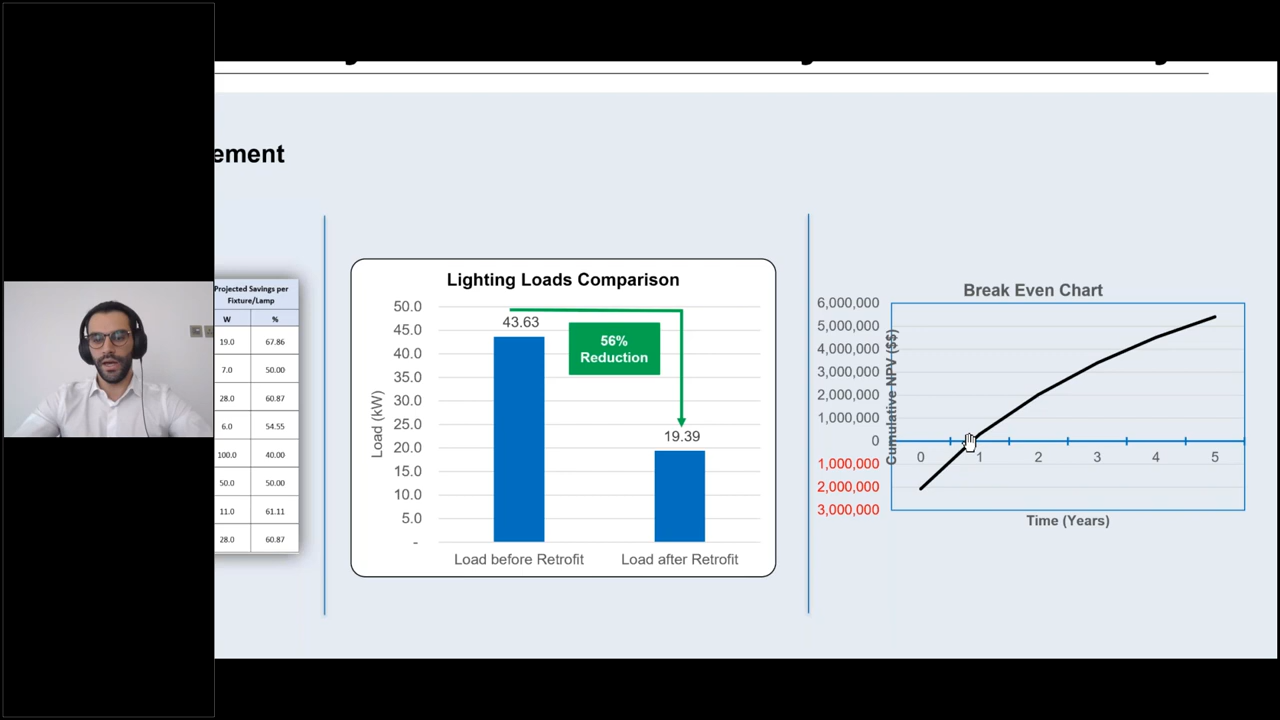 ement
Projected Savings per
Fixture/Lamp
W %
19.0 67.86
7.0 50.00
28.0 60.87
6.0 54.55
100.0 40.00
50.0 50.00
11.0 61.11
28.0 60.87
Lighting Loads Comparison
50.0
45.0
40.0
35.0
30.0
25.0
20.0
15.0
10.0
5.0
-
Load (kW)
43.63
56%
Reduction
19.39
Load before Retrofit Load after Retrofit
Break Even Chart
6,000,000
5,000,000
4,000,000
3,000,000
2,000,000
1,000,000
0
1,000,000
2,000,000
3,000,000
Cumulative NPV ($$)
0 1 2 3 4 5
Time (Years)